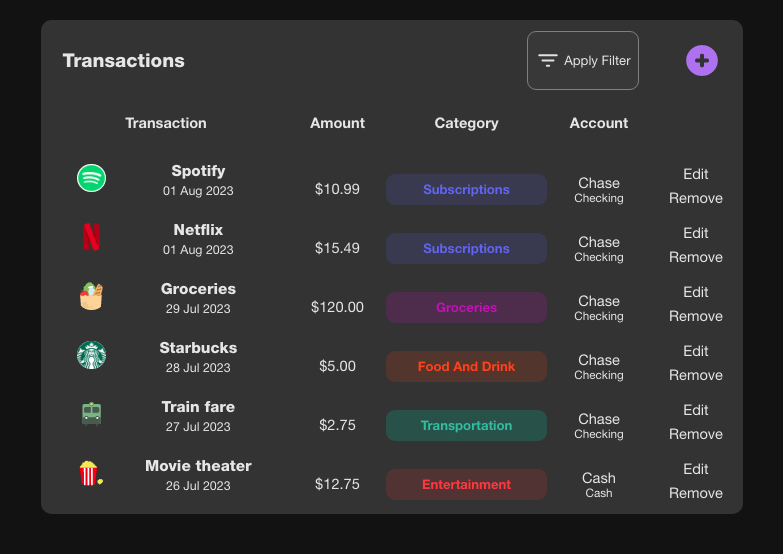 Transactions
Apply Filter
Transaction Amount Category Account
Spotify
01 Aug 2023
$10.99
Subscriptions
Chase
Checking
Edit
Remove
Netflix
01 Aug 2023
$15.49
Subscriptions
Chase
Checking
Edit
Remove
Groceries
29 Jul 2023
$120.00
Groceries
Chase
Checking
Edit
Remove
Starbucks
28 Jul 2023
$5.00
Food And Drink
Chase
Checking
Edit
Remove
Train fare
27 Jul 2023
$2.75
Transportation
Chase
Checking
Edit
Remove
Movie theater
26 Jul 2023
$12.75
Entertainment
Cash
Cash
Edit
Remove